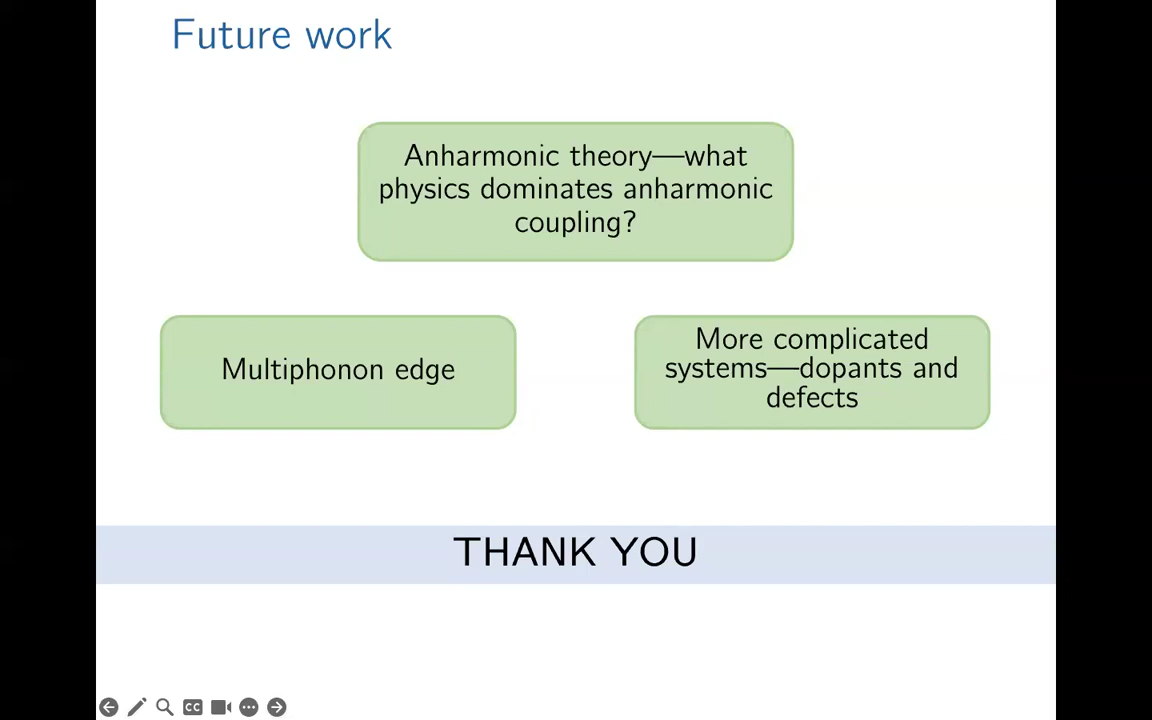 Future work
Anharmonic theory—what
physics dominates anharmonic
coupling?
Multiphonon edge
More complicated
systems—dopants and
defects
THANK YOU
CC